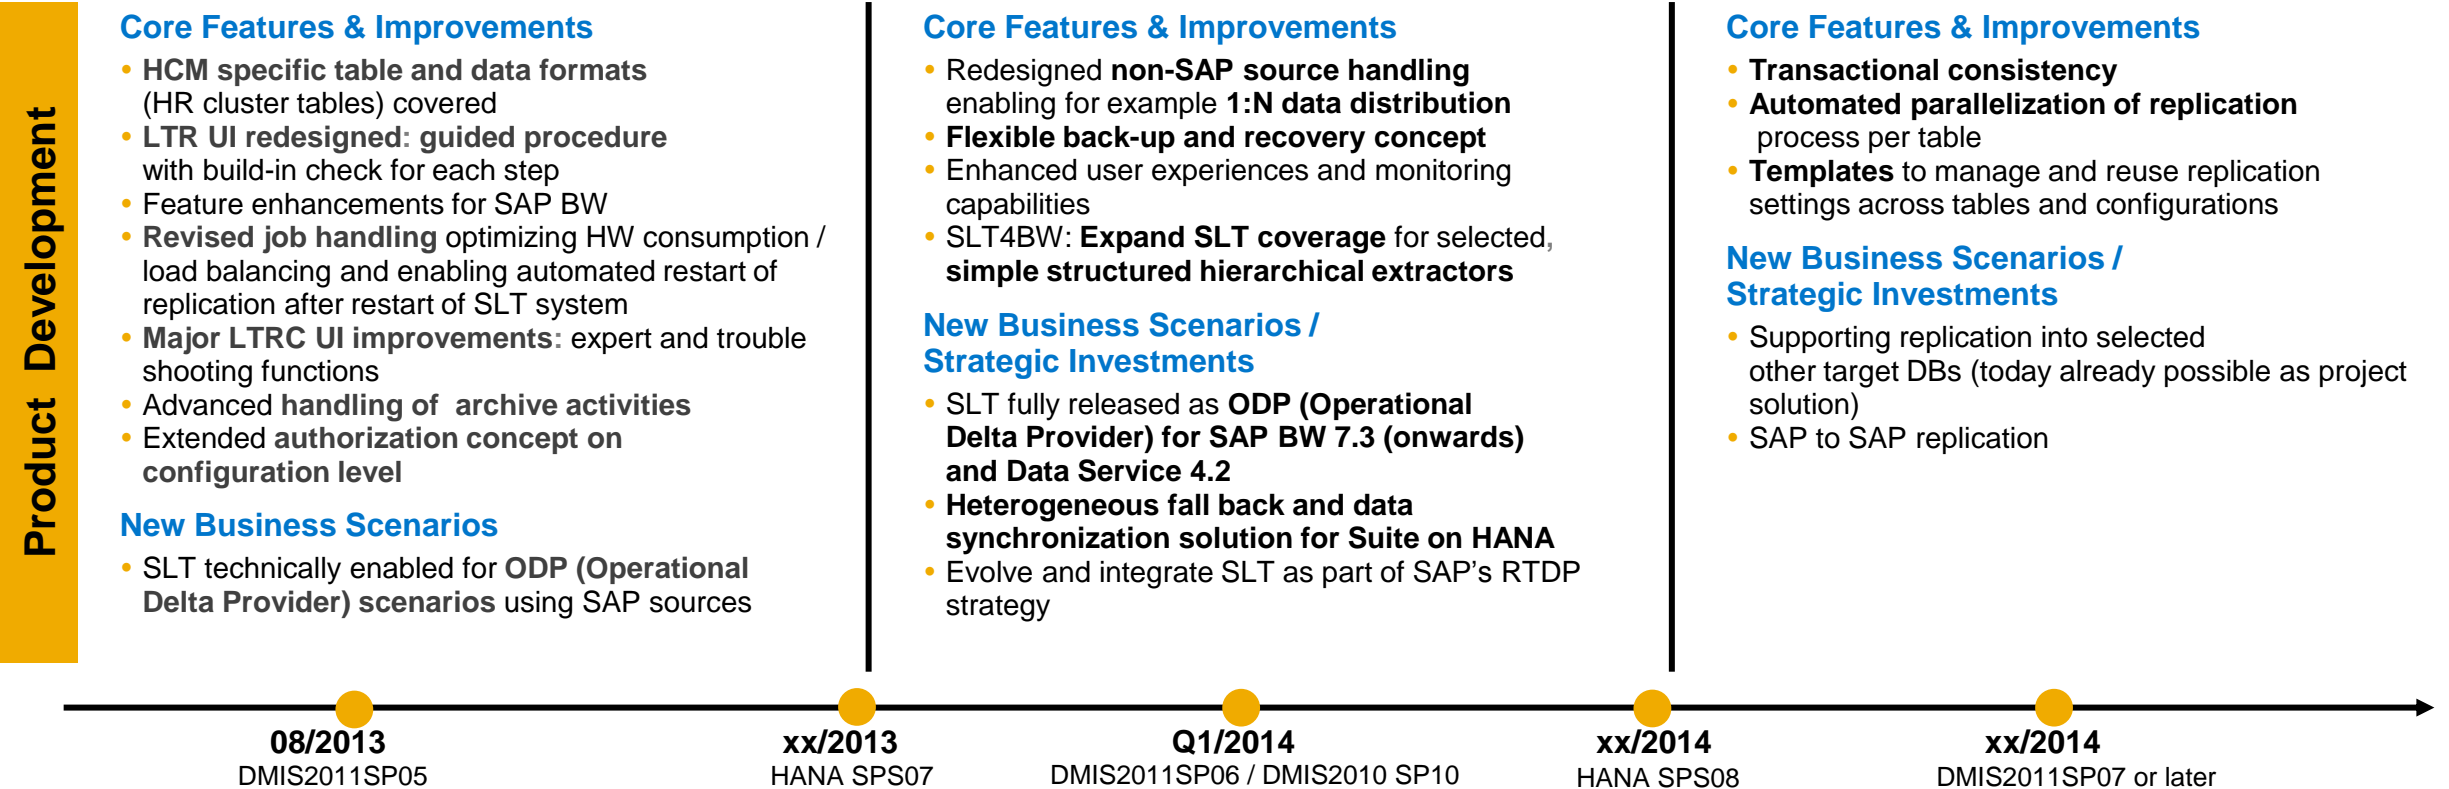 Product Development
Core Features & Improvements
• HCM specific table and data formats
(HR cluster tables) covered
• LTR UI redesigned: guided procedure
with build-in check for each step
• Feature enhancements for SAP BW
• Revised job handling optimizing HW consumption /
load balancing and enabling automated restart of
replication after restart of SLT system
• Major LTRC UI improvements: expert and trouble
shooting functions
• Advanced handling of archive activities
• Extended authorization concept on
configuration level
New Business Scenarios
• SLT technically enabled for ODP (Operational
Delta Provider) scenarios using SAP sources
Core Features & Improvements
• Redesigned non-SAP source handling
enabling for example 1:N data distribution
• Flexible back-up and recovery concept
• Enhanced user experiences and monitoring
capabilities
• SLT4BW: Expand SLT coverage for selected,
simple structured hierarchical extractors
New Business Scenarios /
Strategic Investments
• SLT fully released as ODP (Operational
Delta Provider) for SAP BW 7.3 (onwards)
and Data Service 4.2
• Heterogeneous fall back and data
synchronization solution for Suite on HANA
• Evolve and integrate SLT as part of SAP’s RTDP
strategy
Core Features & Improvements
• Transactional consistency
• Automated parallelization of replication
process per table
• Templates to manage and reuse replication
settings across tables and configurations
New Business Scenarios /
Strategic Investments
• Supporting replication into selected
other target DBs (today already possible as project
solution)
• SAP to SAP replication
08/2013
DMIS2011SP05
xx/2013
HANA SPS07
Q1/2014
DMIS2011SP06 / DMIS2010 SP10
xx/2014
HANA SPS08
xx/2014
DMIS2011SP07 or later